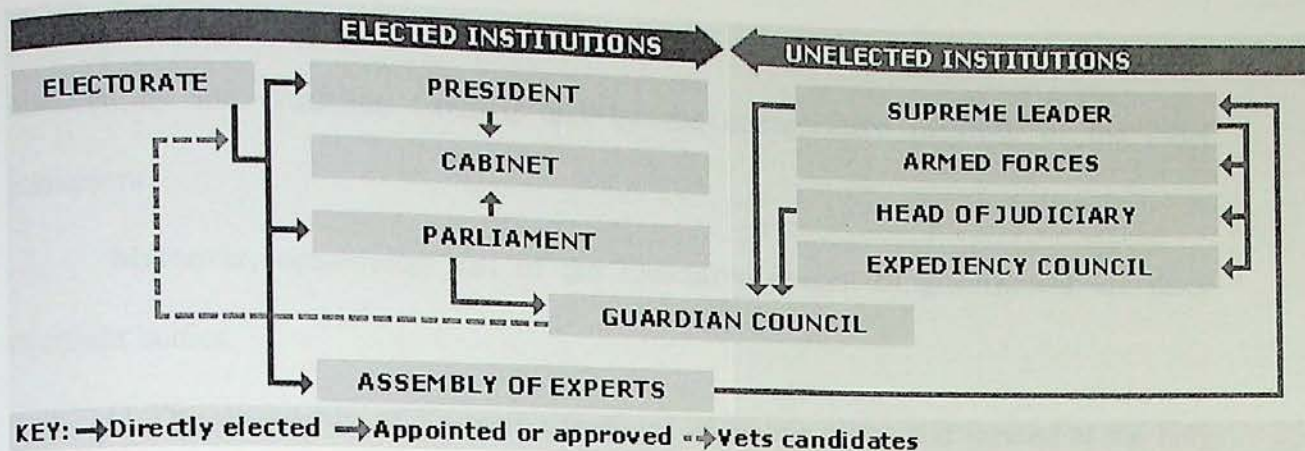 ELECTED INSTITUTIONS
UNELECTED INSTITUTIONS
ELECTORATE
PRESIDENT
CABINET
PARLIAMENT
SUPREME LEADER
ARMED FORCES
HEAD OF JUDICIARY
EXPEDIENCY COUNCIL
GUARDIAN COUNCIL
ASSEMBLY OF EXPERTS
KEY: →Directly elected →Appointed or approved →Vets candidates